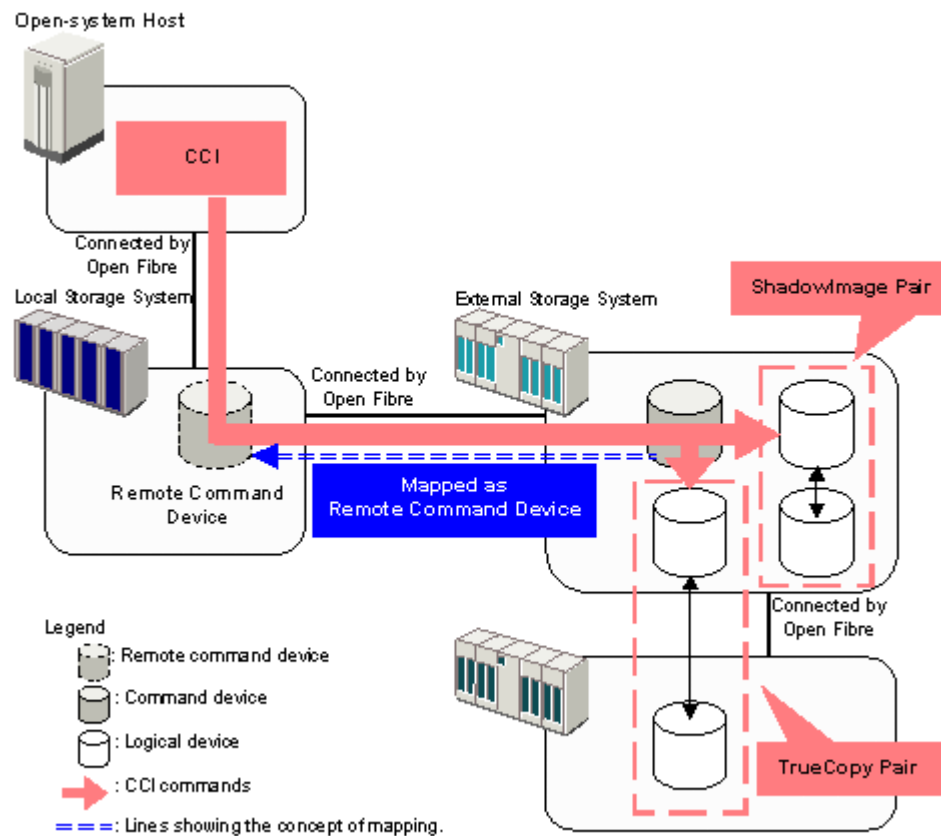 Open-system Host
CCI
Connected by
Open Fibre
Local Storage System
External Storage System
ShadowImage Pair
Connected by
Open Fibre
Remote Command
Device
Mapped as
Remote Command Device
Connected by
Open Fibre
Legend
: Remote command device
: Command device
: Logical device
: CCI commands
: Lines showing the concept of mapping.
TrueCopy Pair